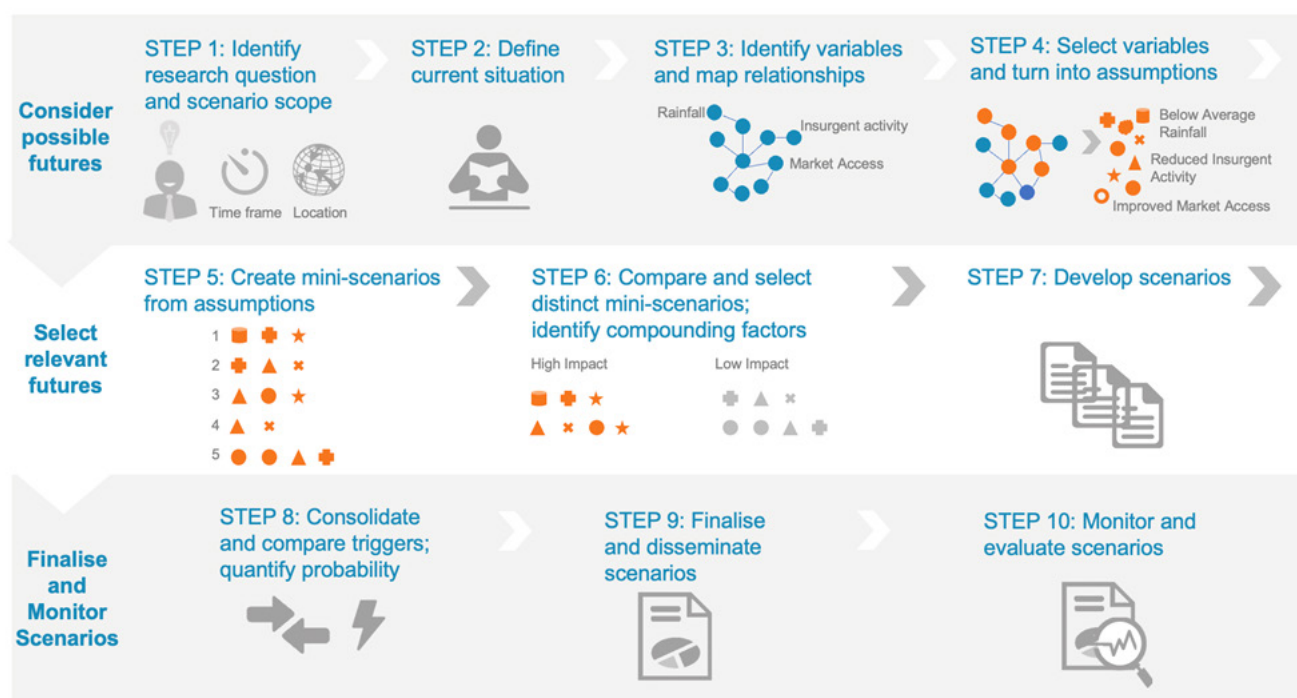 Consider
possible
futures
STEP 1: Identify
research question
and scenario scope
Time frame
Location
STEP 2: Define
current situation
STEP 3: Identify variables
and map relationships
Rainfall
Insurgent activity
Market Access
STEP 4: Select variables
and turn into assumptions
Below Average
Rainfall
Reduced Insurgent
Activity
Improved Market Access
Select
relevant
futures
STEP 5: Create mini-scenarios
from assumptions
1
2
3
4
5
STEP 6: Compare and select
distinct mini-scenarios;
identify compounding factors
High Impact
Low Impact
STEP 7: Develop scenarios
Finalise
and
Monitor
Scenarios
STEP 8: Consolidate
and compare triggers;
quantify probability
STEP 9: Finalise
and disseminate
scenarios
STEP 10: Monitor and
evaluate scenarios